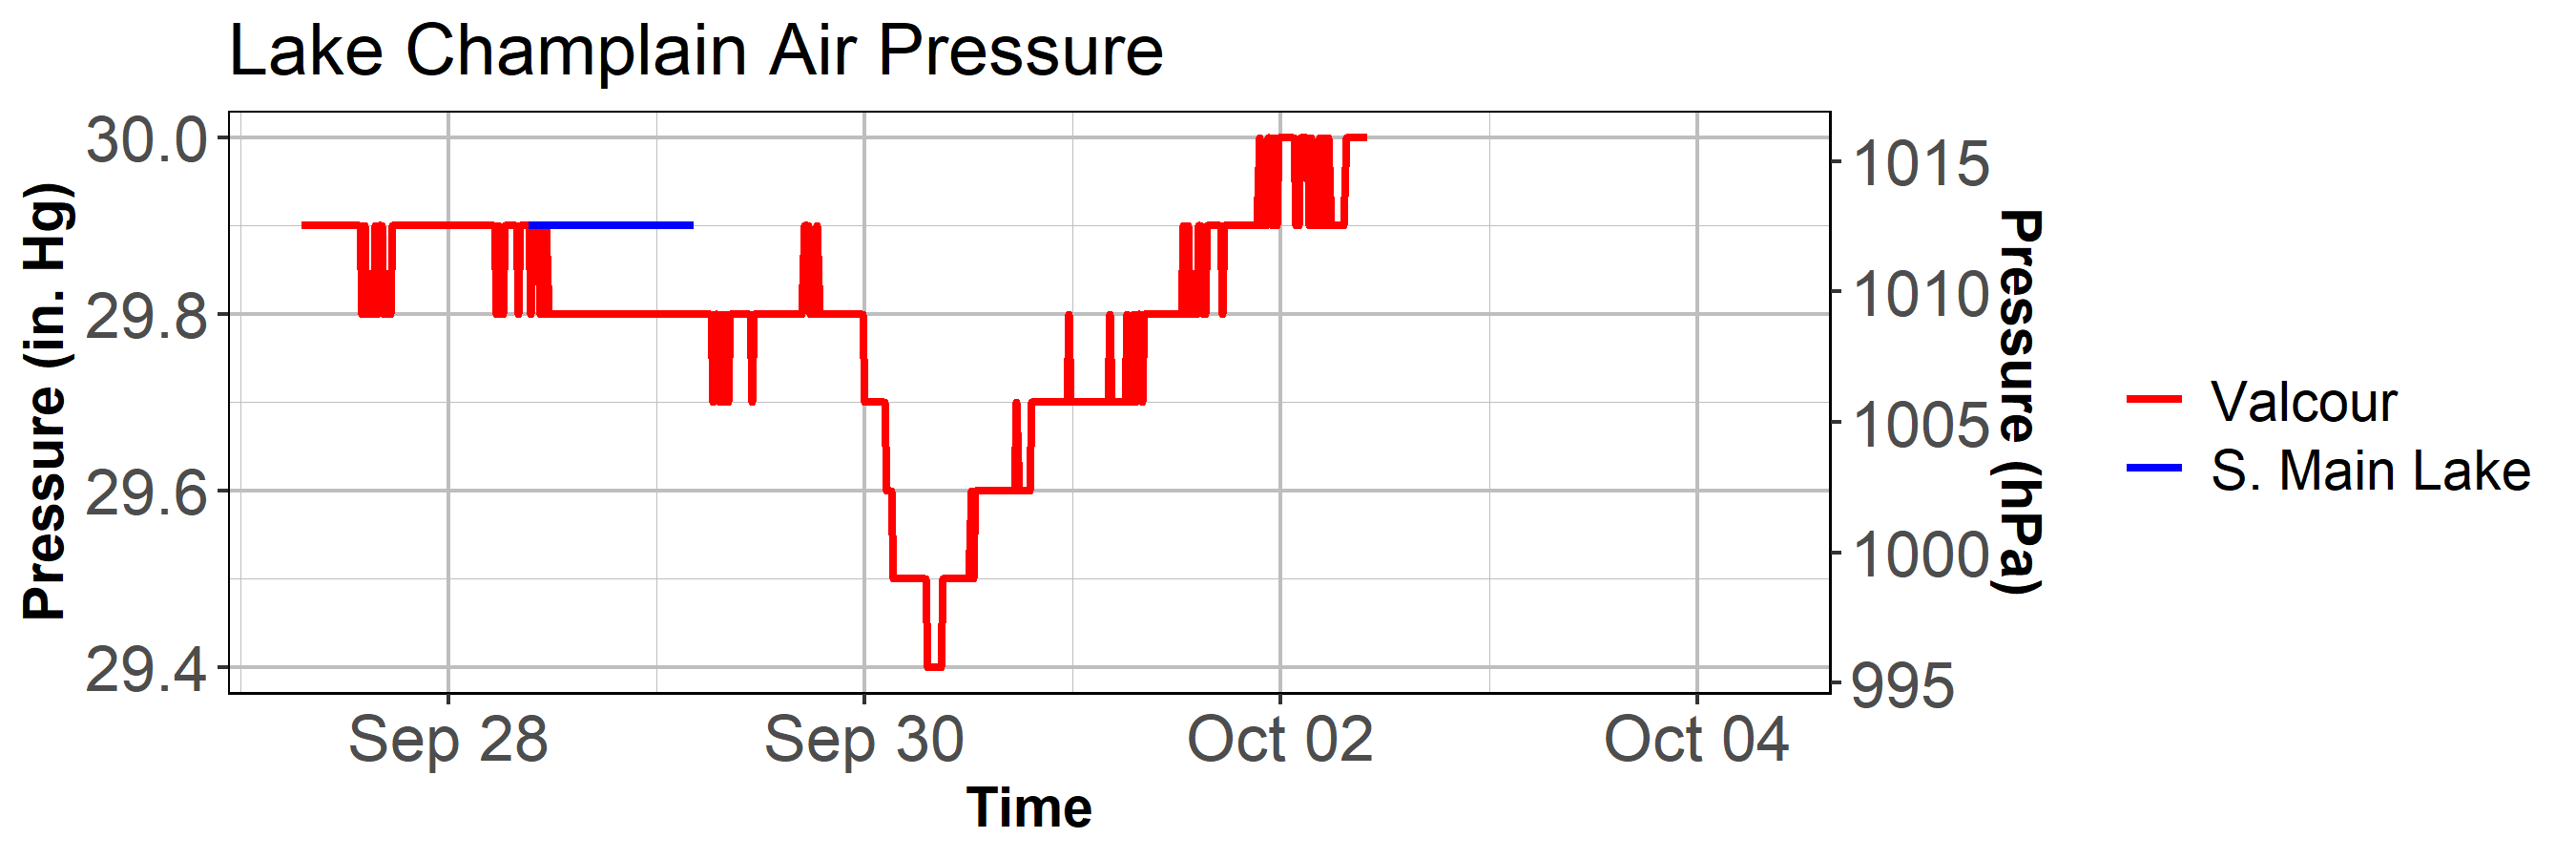 Lake Champlain Air Pressure
Pressure (in. Hg)
30.0
29.8
29.6
29.4
1015
1010
1005
1000
995
Pressure (hPa)
Sep 28
Sep 30
Oct 02
Oct 04
Time
Valcour
S. Main Lake